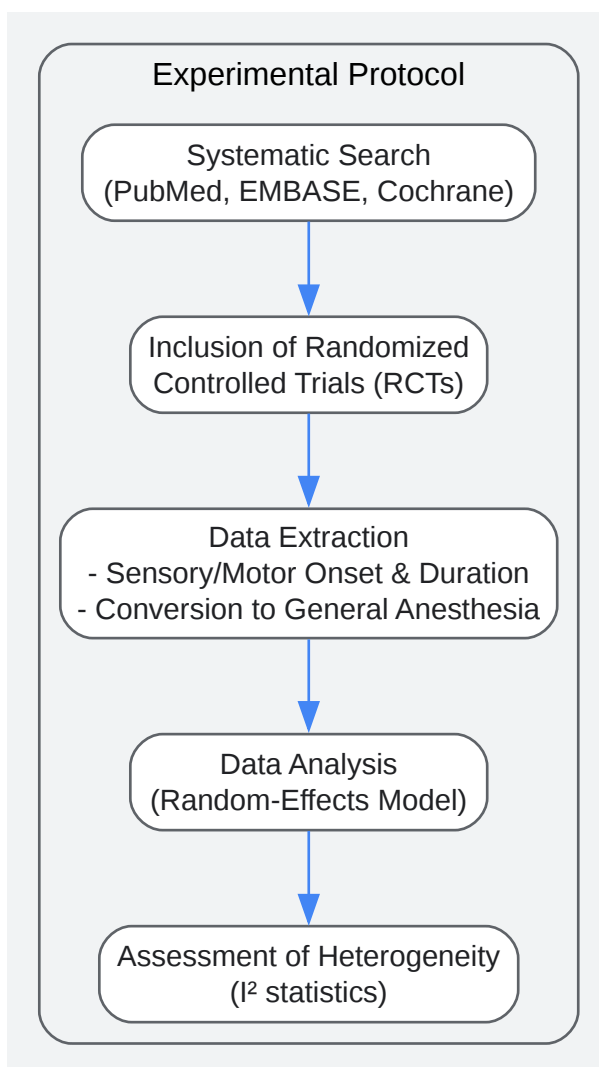 Experimental Protocol
Systematic Search
(PubMed, EMBASE, Cochrane)
Inclusion of Randomized
Controlled Trials (RCTs)
Data Extraction
- Sensory/Motor Onset & Duration
- Conversion to General Anesthesia
Data Analysis
(Random-Effects Model)
Assessment of Heterogeneity
(I² statistics)